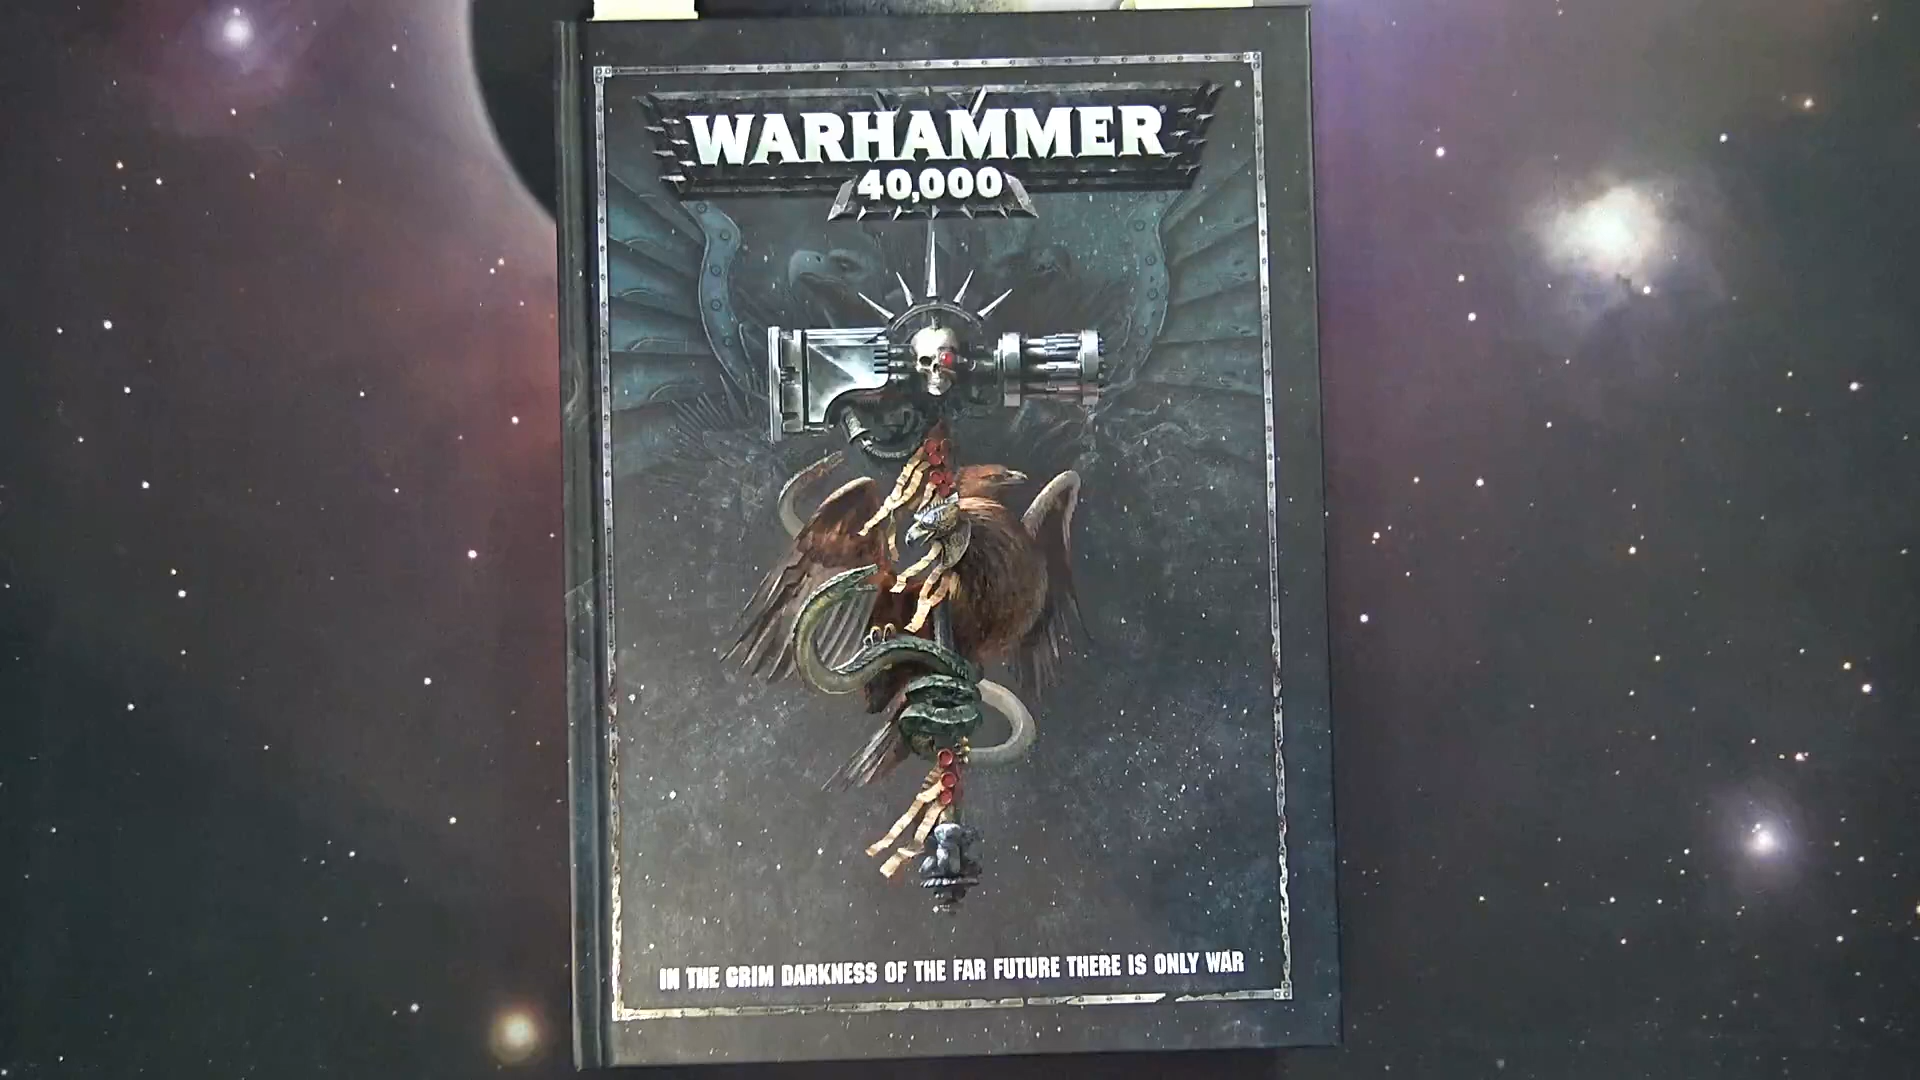 WARHAMMER
40,000
IN THE GRIM DARKNESS OF THE FAR FUTURE THERE IS ONLY WAR